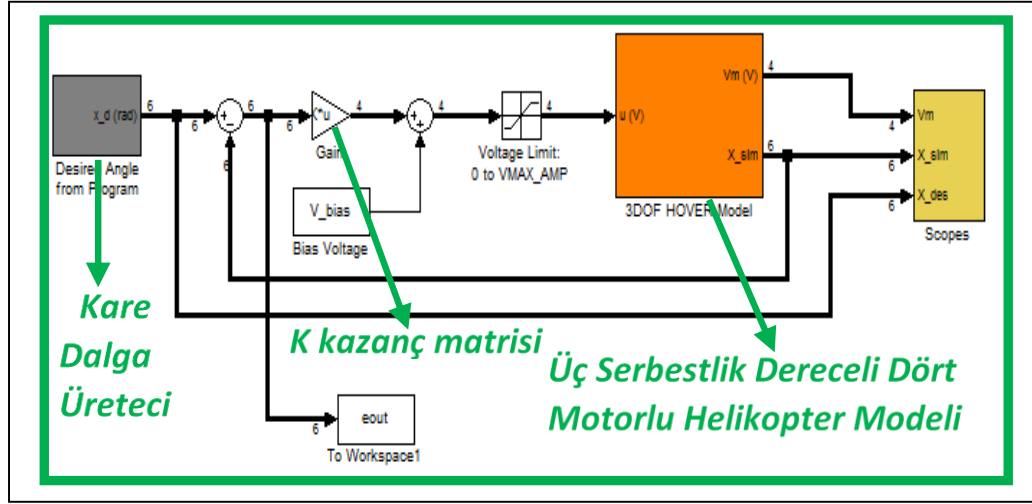 x_d (rad)
6
6
6
6
Desired Angle
from Program
6
K*u
Gain
4
4
Voltage Limit:
0 to VMAX_AMP
4
V_bias
Bias Voltage
u (V)
Vm (V)
X_sim
3DOF HOVER Model
4
6
4
6
6
Vm
X_sim
X_des
Scopes
Kare
Dalga
Üreteci
K kazanç matrisi
Üç Serbestlik Dereceli Dört
Motorlu Helikopter Modeli
6
eout
To Workspace1